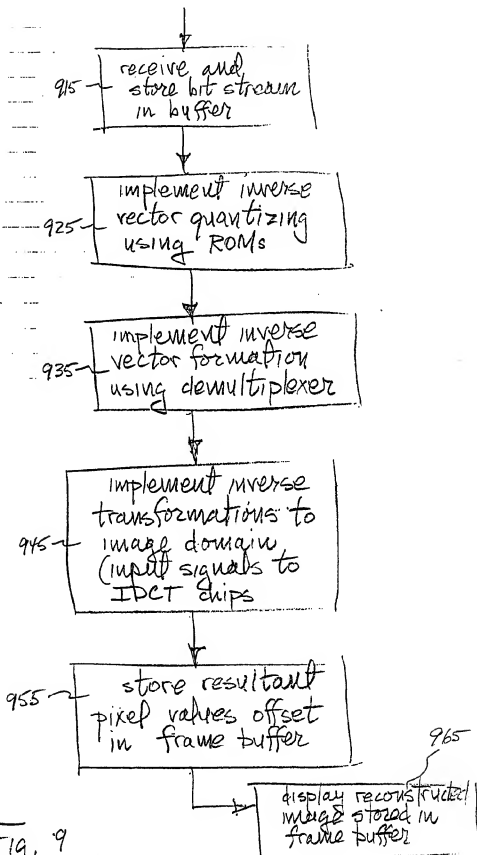 915
receive and
store bit stream
in buffer
925
implement inverse
vector quantizing
using ROMs
935
implement inverse
vector formation
using demultiplexer
945
implement inverse
transformations to
image domain
(input signals to
IDCT chips
955
store resultant
pixel values offset
in frame buffer
965
display reconstructed
image stored in
frame buffer
Fig. 9